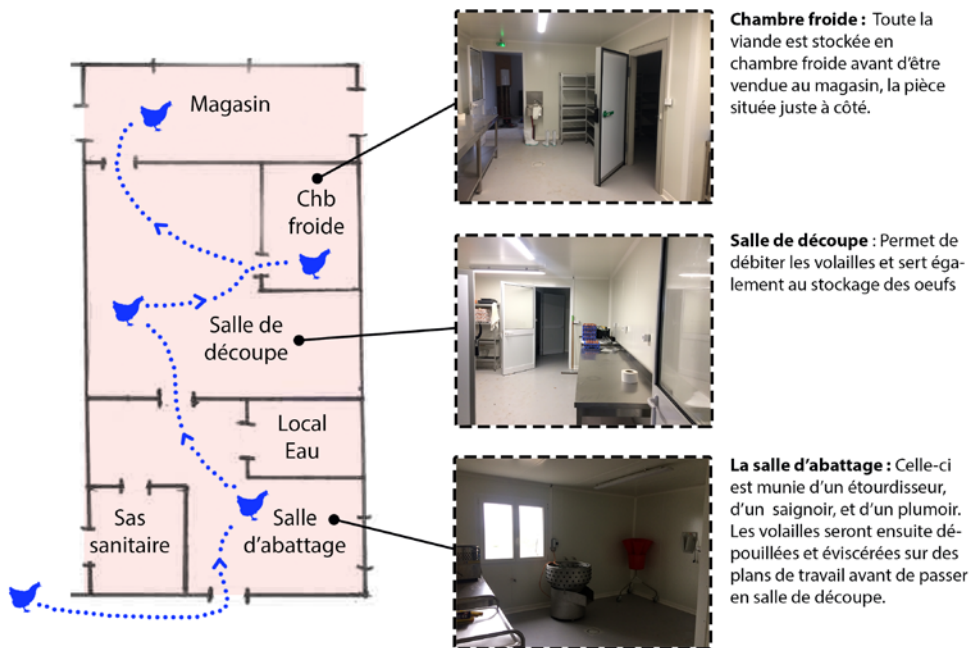 Magasin
Chb
froide
Salle de
découpe
Local
Eau
Sas
sanitaire
Salle
d'abattage
Chambre froide : Toute la
viande est stockée en
chambre froide avant d'être
vendue au magasin, la pièce
située juste à côté.
Salle de découpe : Permet de
débiter les volailles et sert éga-
lement au stockage des oeufs
La salle d'abattage : Celle-ci
est munie d'un étourdisseur,
d'un saignoir, et d'un plumoir.
Les volailles seront ensuite dé-
pouillées et éviscérées sur des
plans de travail avant de passer
en salle de découpe.